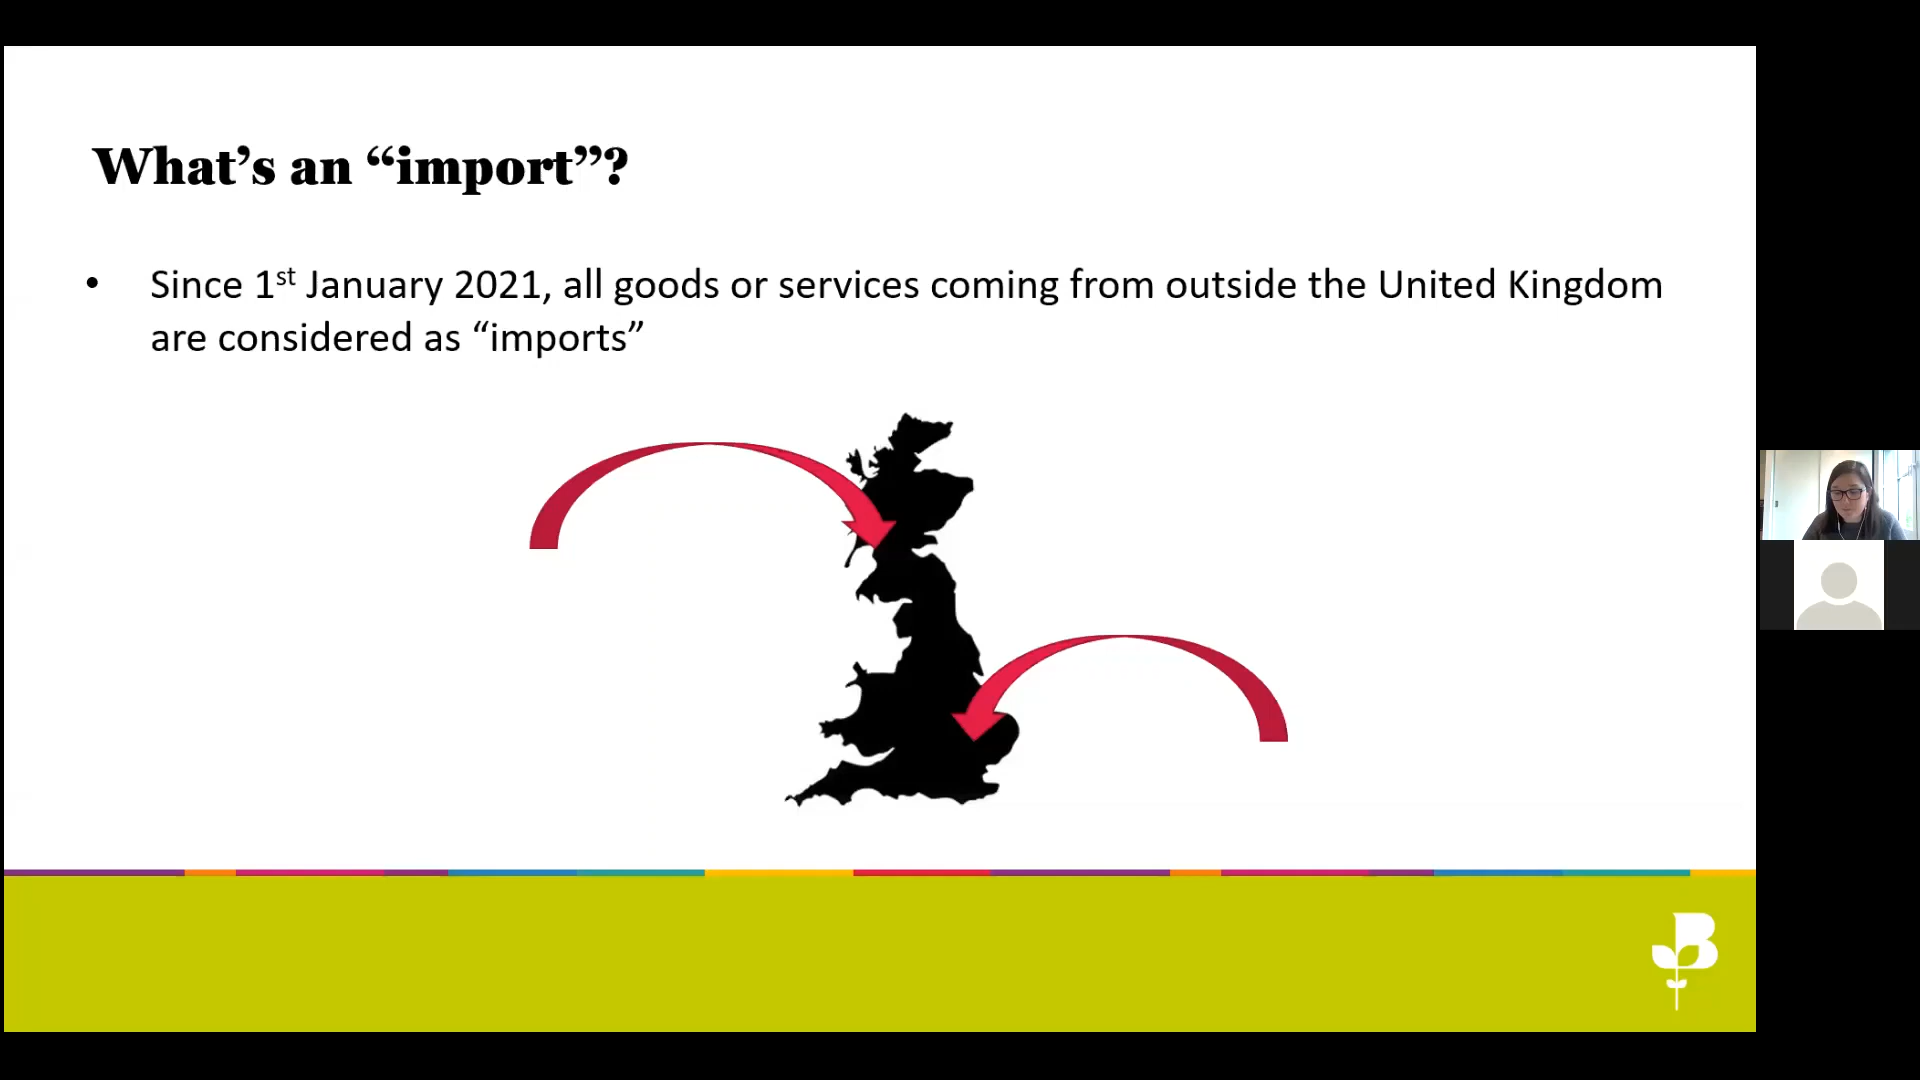 What’s an “import”?
• Since 1st January 2021, all goods or services coming from outside the United Kingdom
are considered as “imports”
B